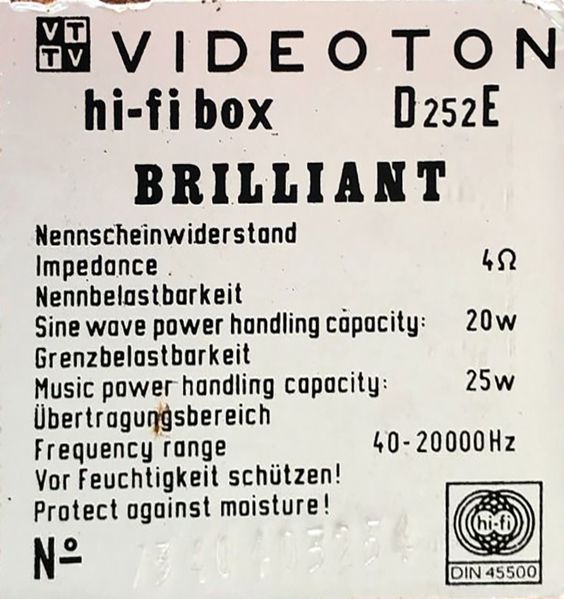 VT
TV
VIDEOTON
hi-fi box D252E
BRILLIANT
Nennscheinwiderstand
Impedance 4Ω
Nennbelastbarkeit
Sine wave power handling capacity: 20w
Grenzbelastbarkeit
Music power handling capacity: 25w
Übertragungsbereich
Frequency range 40-20000Hz
Vor Feuchtigkeit schützen!
Protect against moisture!
Nº
hi-fi
DIN 45500